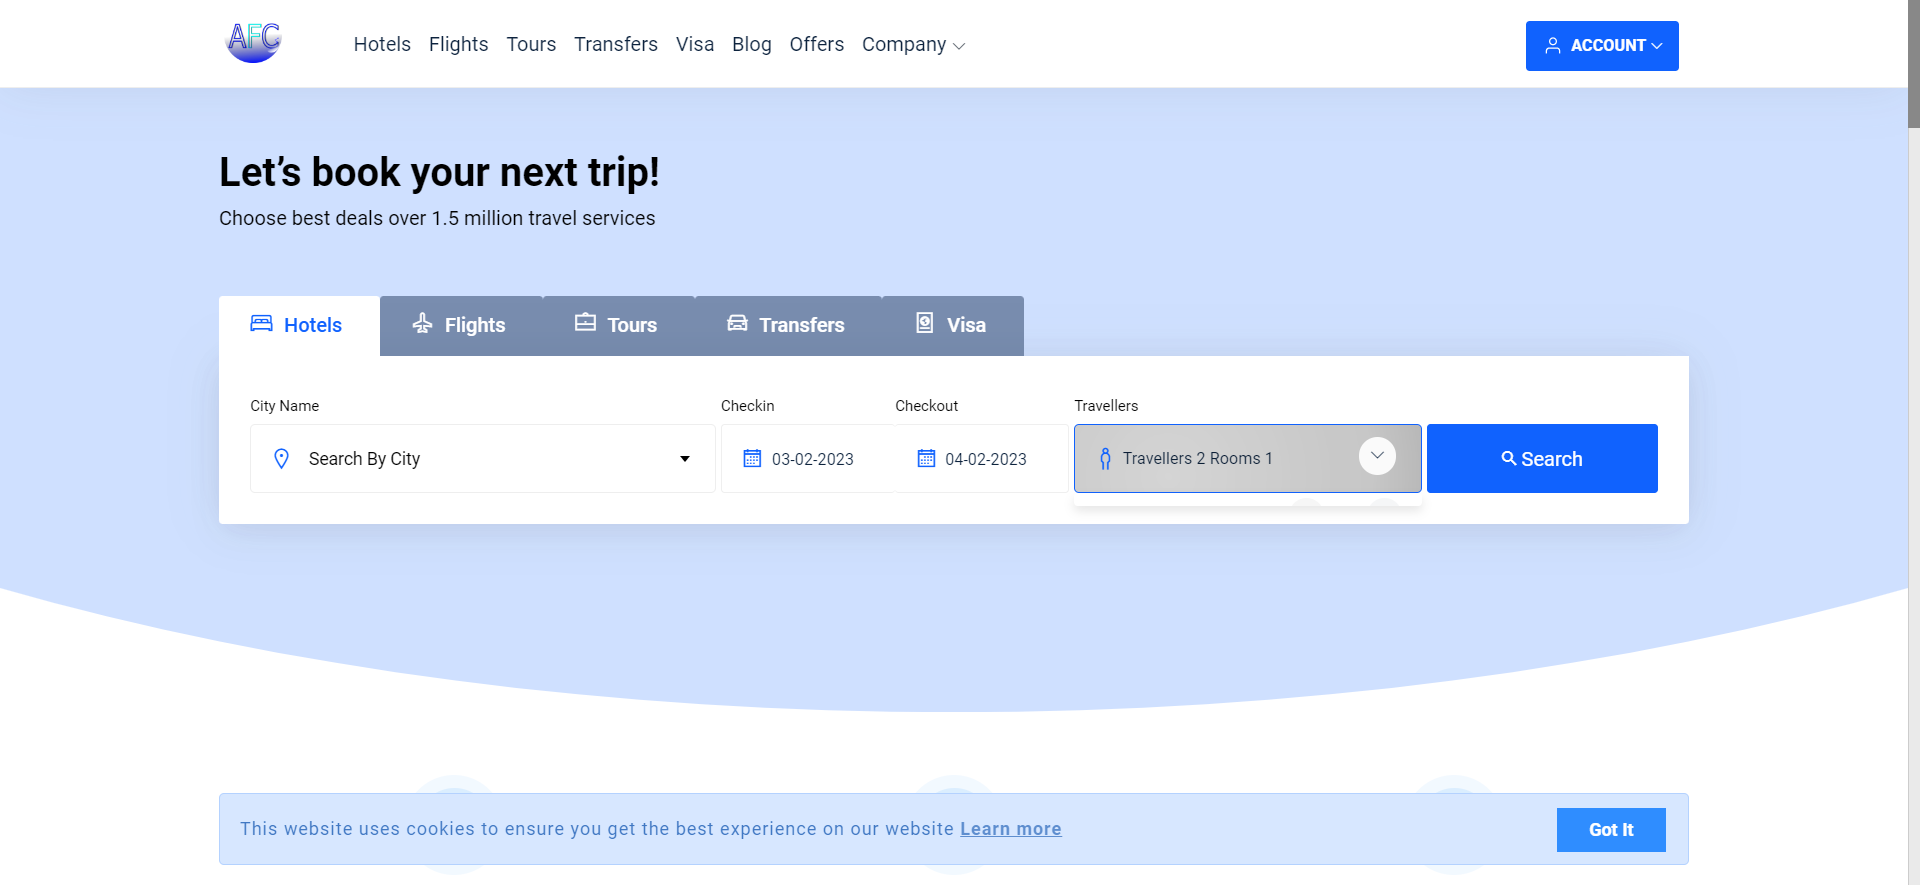 AFC
Hotels Flights Tours Transfers Visa Blog Offers Company
ACCOUNT
Let's book your next trip!
Choose best deals over 1.5 million travel services
Hotels Flights Tours Transfers Visa
City Name Checkin Checkout Travellers
Search By City 03-02-2023 04-02-2023 Travellers 2 Rooms 1 Search
This website uses cookies to ensure you get the best experience on our website Learn more
Got It